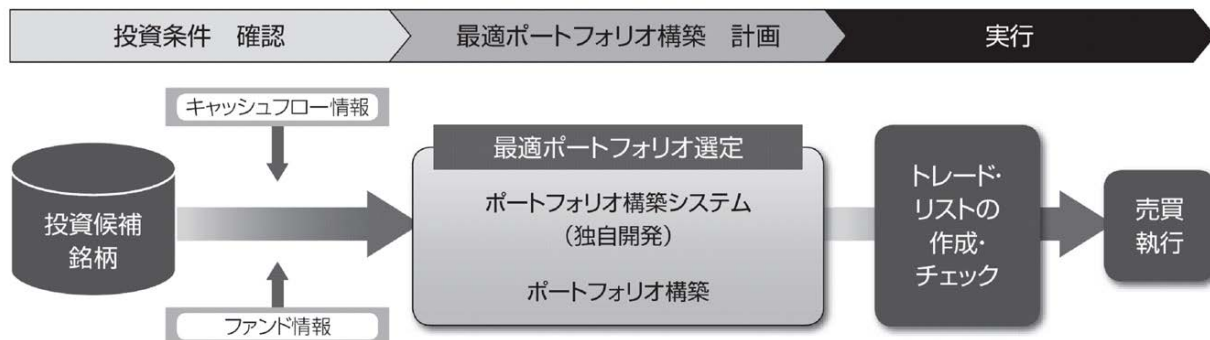 投資条件　確認
最適ポートフォリオ構築　計画
実行
キャッシュフロー情報
投資候補
銘柄
ファンド情報
最適ポートフォリオ選定
ポートフォリオ構築システム
（独自開発）
ポートフォリオ構築
トレード・
リストの
作成・
チェック
売買
執行